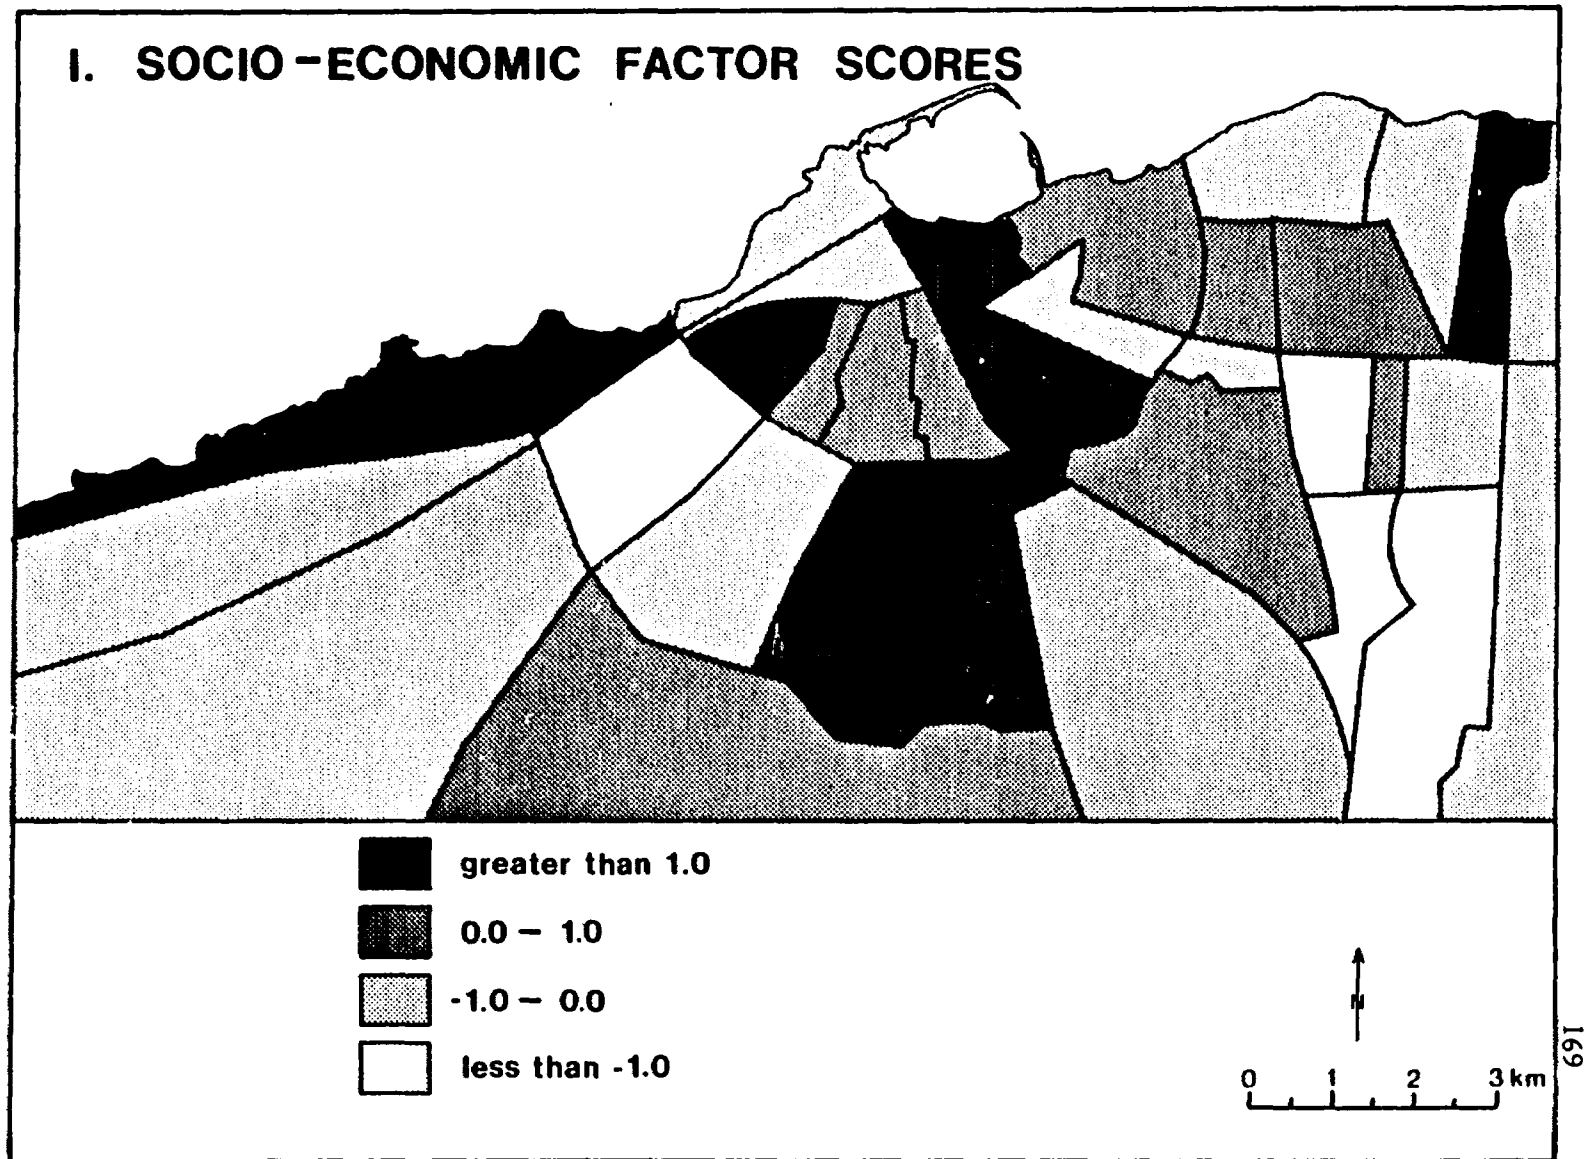 I. SOCIO-ECONOMIC FACTOR SCORES
greater than 1.0
0.0 - 1.0
-1.0 - 0.0
less than -1.0
N
0 1 2 3 km
169